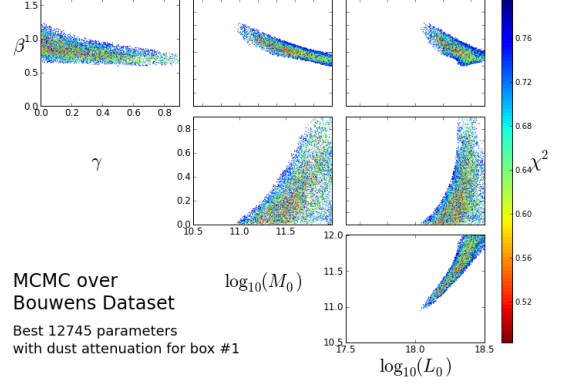 1.5
β
1.0
0.5
0.0
0.0 0.2 0.4 0.6 0.8
0.76
0.72
0.68
0.64
χ²
0.60
0.56
0.52
γ
0.8
0.6
0.4
0.2
0.0
10.5 11.0 11.5
log₁₀(M₀)
12.0
11.5
11.0
10.5
17.5 18.0 18.5
log₁₀(L₀)
MCMC over
Bouwens Dataset
Best 12745 parameters
with dust attenuation for box #1